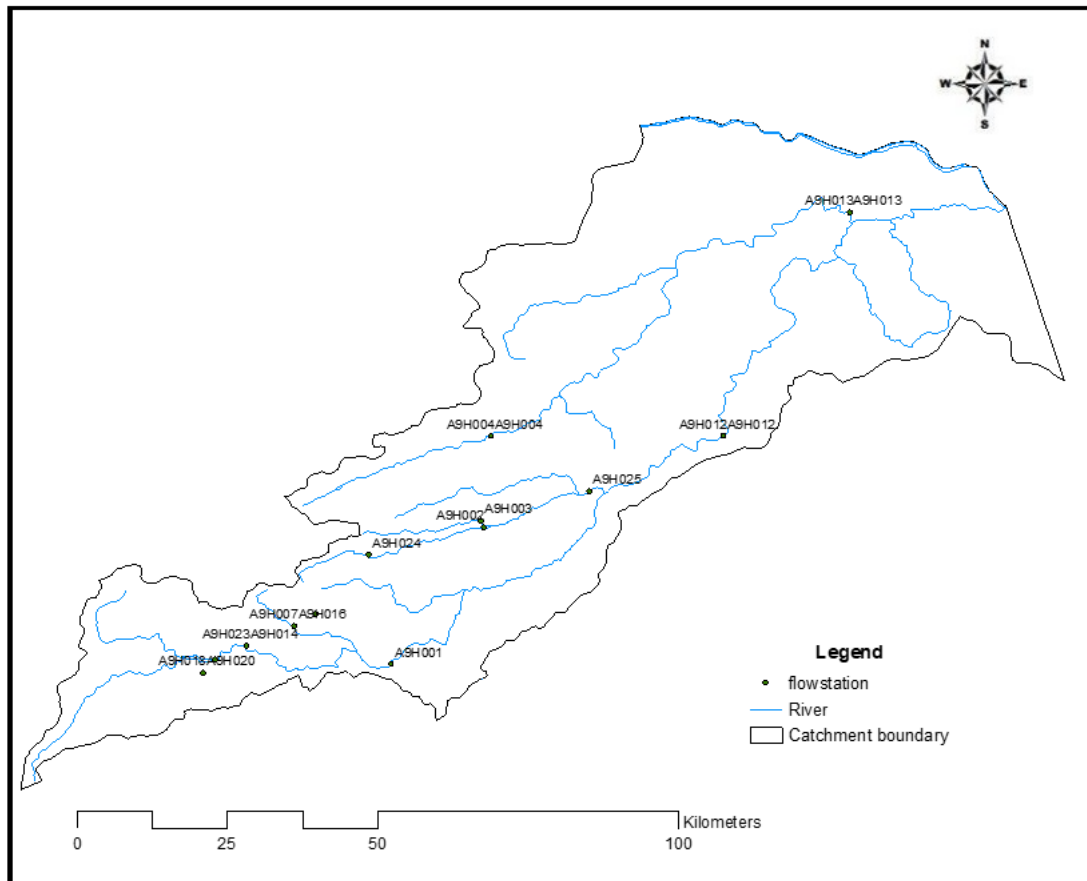 N
W E
S
A9H013A9H013
A9H004A9H004
A9H012A9H012
A9H025
A9H003
A9H002
A9H024
A9H007A9H016
A9H023A9H014
A9H001
A9H018A9H020
Legend
flowstation
River
Catchment boundary
Kilometers
0 25 50 100